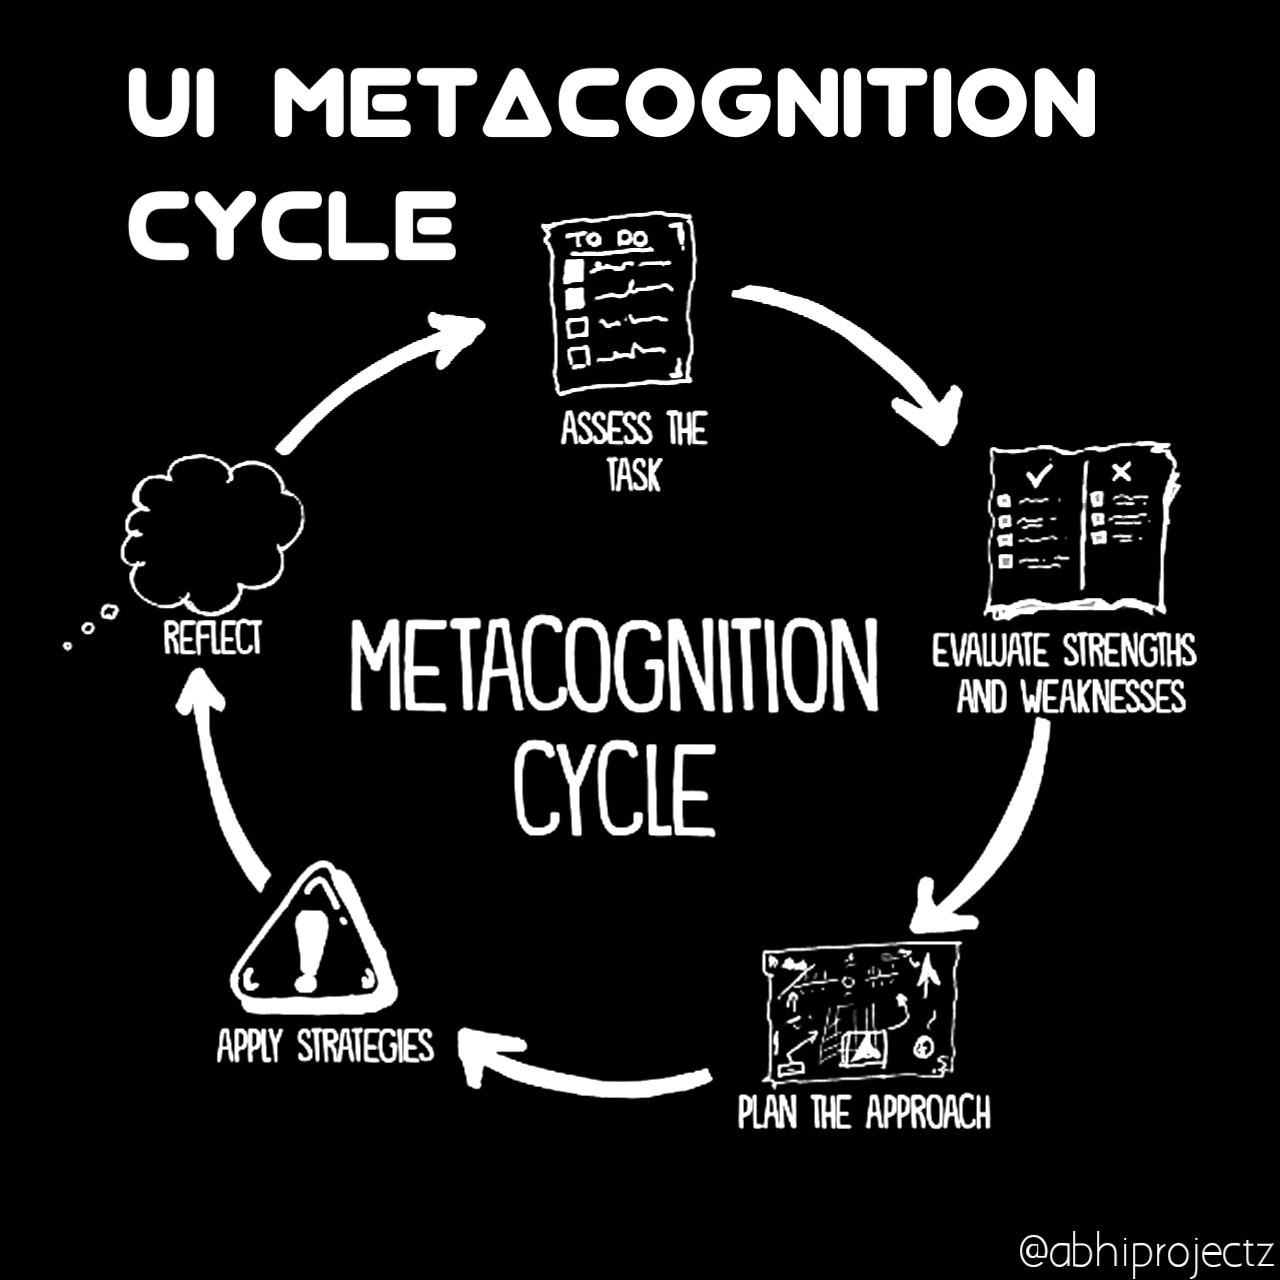 UI METACOGNITION
CYCLE
TO DO
ASSESS THE
TASK
EVALUATE STRENGTHS
AND WEAKNESSES
PLAN THE APPROACH
APPLY STRATEGIES
REFLECT
METACOGNITION
CYCLE
@abhiprojectz